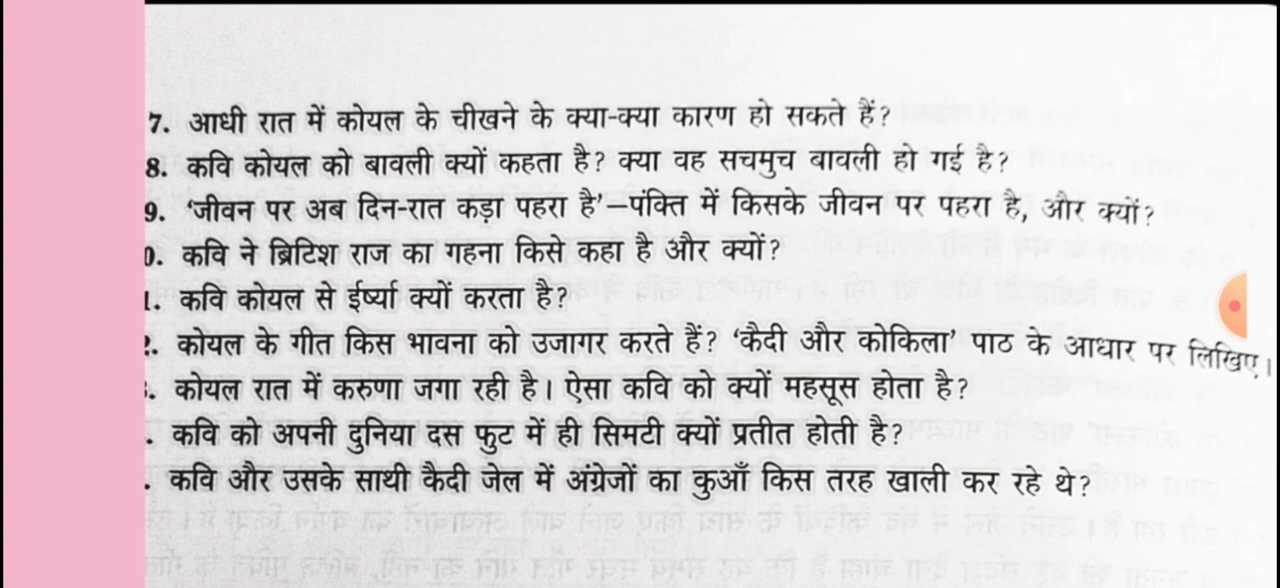 7. आधी रात में कोयल के चीखने के क्या-क्या कारण हो सकते हैं?
8. कवि कोयल को बावली क्यों कहता है? क्या वह सचमुच बावली हो गई है?
9. 'जीवन पर अब दिन-रात कड़ा पहरा है'–पंक्ति में किसके जीवन पर पहरा है, और क्यों?
0. कवि ने ब्रिटिश राज का गहना किसे कहा है और क्यों?
. कवि कोयल से ईर्ष्या क्यों करता है?
. कोयल के गीत किस भावना को उजागर करते हैं? 'कैदी और कोकिला' पाठ के आधार पर लिखिए।
. कोयल रात में करुणा जगा रही है। ऐसा कवि को क्यों महसूस होता है?
. कवि को अपनी दुनिया दस फुट में ही सिमटी क्यों प्रतीत होती है?
. कवि और उसके साथी कैदी जेल में अंग्रेजों का कुआँ किस तरह खाली कर रहे थे?